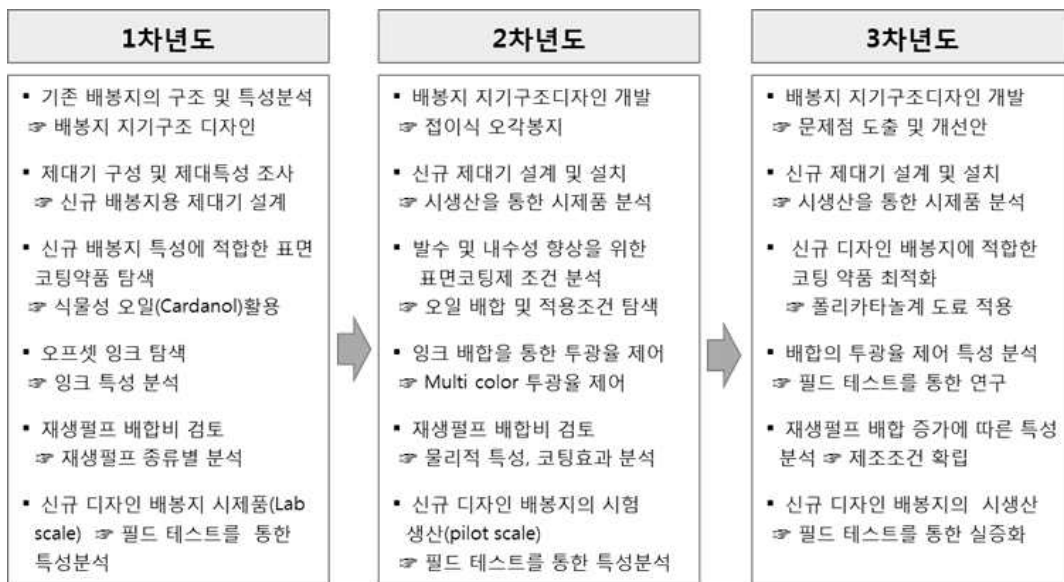 1차년도
▪ 기존 배봉지의 구조 및 특성분석
☞ 배봉지 지기구조 디자인
▪ 제대기 구성 및 제대특성 조사
☞ 신규 배봉지용 제대기 설계
▪ 신규 배봉지 특성에 적합한 표면
코팅약품 탐색
☞ 식물성 오일(Cardanol)활용
▪ 오프셋 잉크 탐색
☞ 잉크 특성 분석
▪ 재생펄프 배합비 검토
☞ 재생펄프 종류별 분석
▪ 신규 디자인 배봉지 시제품(Lab
scale) ☞ 필드 테스트를 통한
특성분석
2차년도
▪ 배봉지 지기구조디자인 개발
☞ 접이식 오각봉지
▪ 신규 제대기 설계 및 설치
☞ 시생산을 통한 시제품 분석
▪ 발수 및 내수성 향상을 위한
표면코팅제 조건 분석
☞ 오일 배합 및 적용조건 탐색
▪ 잉크 배합을 통한 투광율 제어
☞ Multi color 투광율 제어
▪ 재생펄프 배합비 검토
☞ 물리적 특성, 코팅효과 분석
▪ 신규 디자인 배봉지의 시험
생산(pilot scale)
☞ 필드 테스트를 통한 특성분석
3차년도
▪ 배봉지 지기구조디자인 개발
☞ 문제점 도출 및 개선안
▪ 신규 제대기 설계 및 설치
☞ 시생산을 통한 시제품 분석
신규 디자인 배봉지에 적합한
코팅 약품 최적화
☞ 폴리카타놀계 도료 적용
▪ 배합의 투광율 제어 특성 분석
☞ 필드 테스트를 통한 연구
▪ 재생펄프 배합 증가에 따른 특성
분석 ☞ 제조조건 확립
▪ 신규 디자인 배봉지의 시생산
☞ 필드 테스트를 통한 실증화